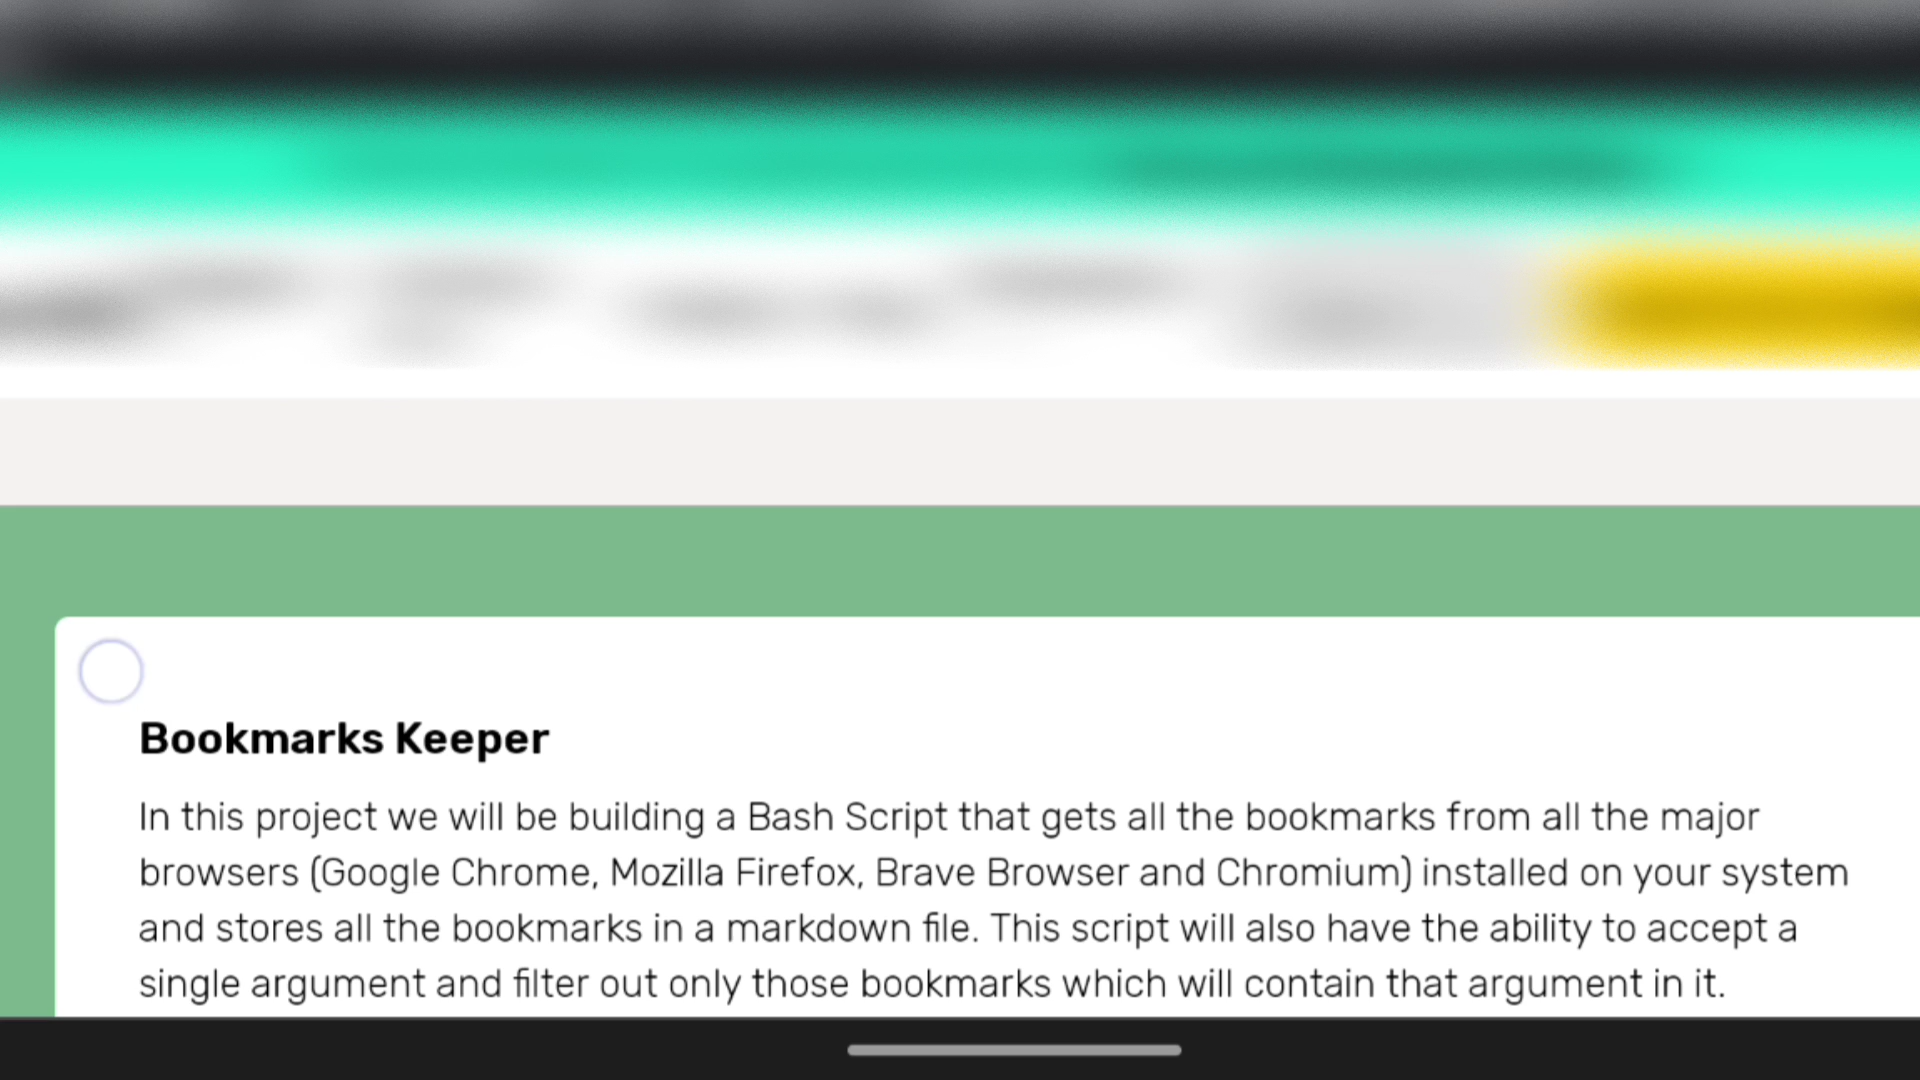 Bookmarks Keeper
In this project we will be building a Bash Script that gets all the bookmarks from all the major
browsers (Google Chrome, Mozilla Firefox, Brave Browser and Chromium) installed on your system
and stores all the bookmarks in a markdown file. This script will also have the ability to accept a
single argument and filter out only those bookmarks which will contain that argument in it.